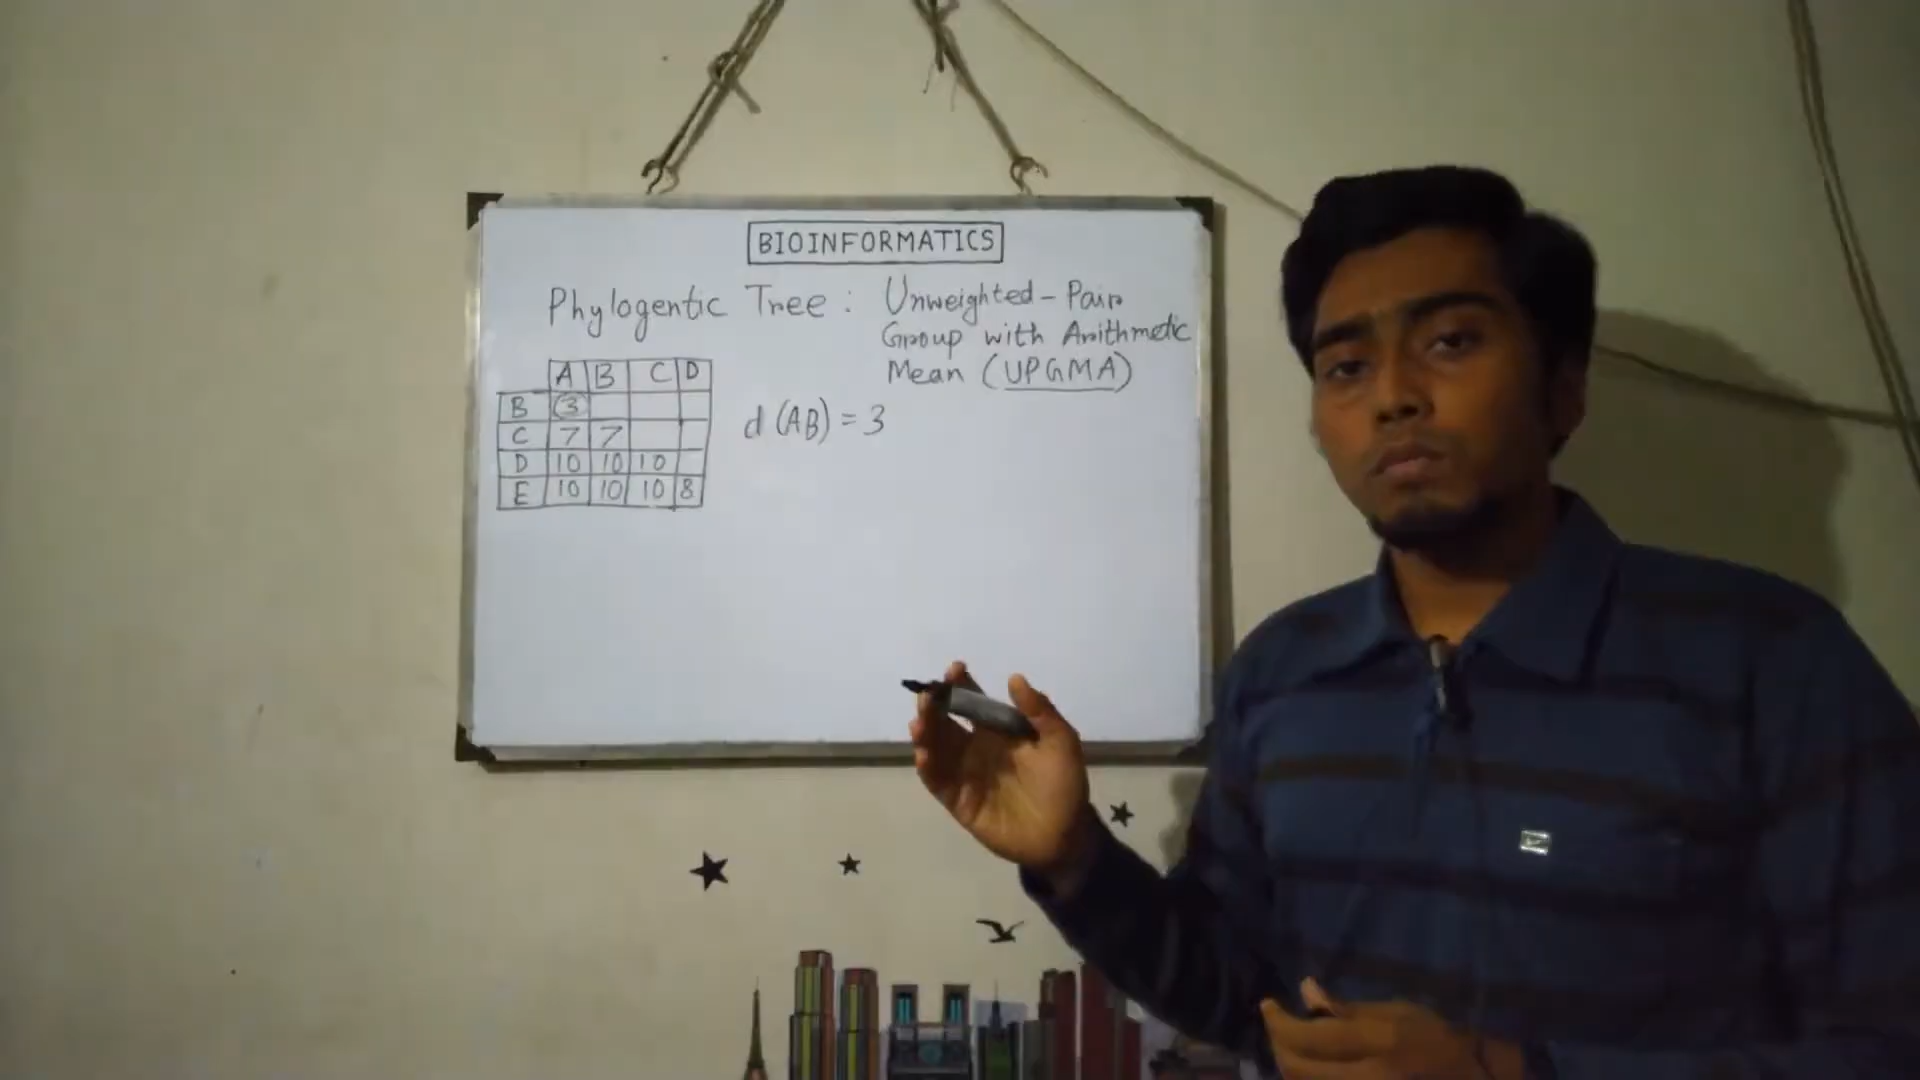 BIOINFORMATICS
Phylogentic Tree : Unweighted-Pair
Group with Arithmetic
Mean (UPGMA)
A B C D
B 3
C 7 7
D 10 10 10
E 10 10 10 8
d (AB) = 3